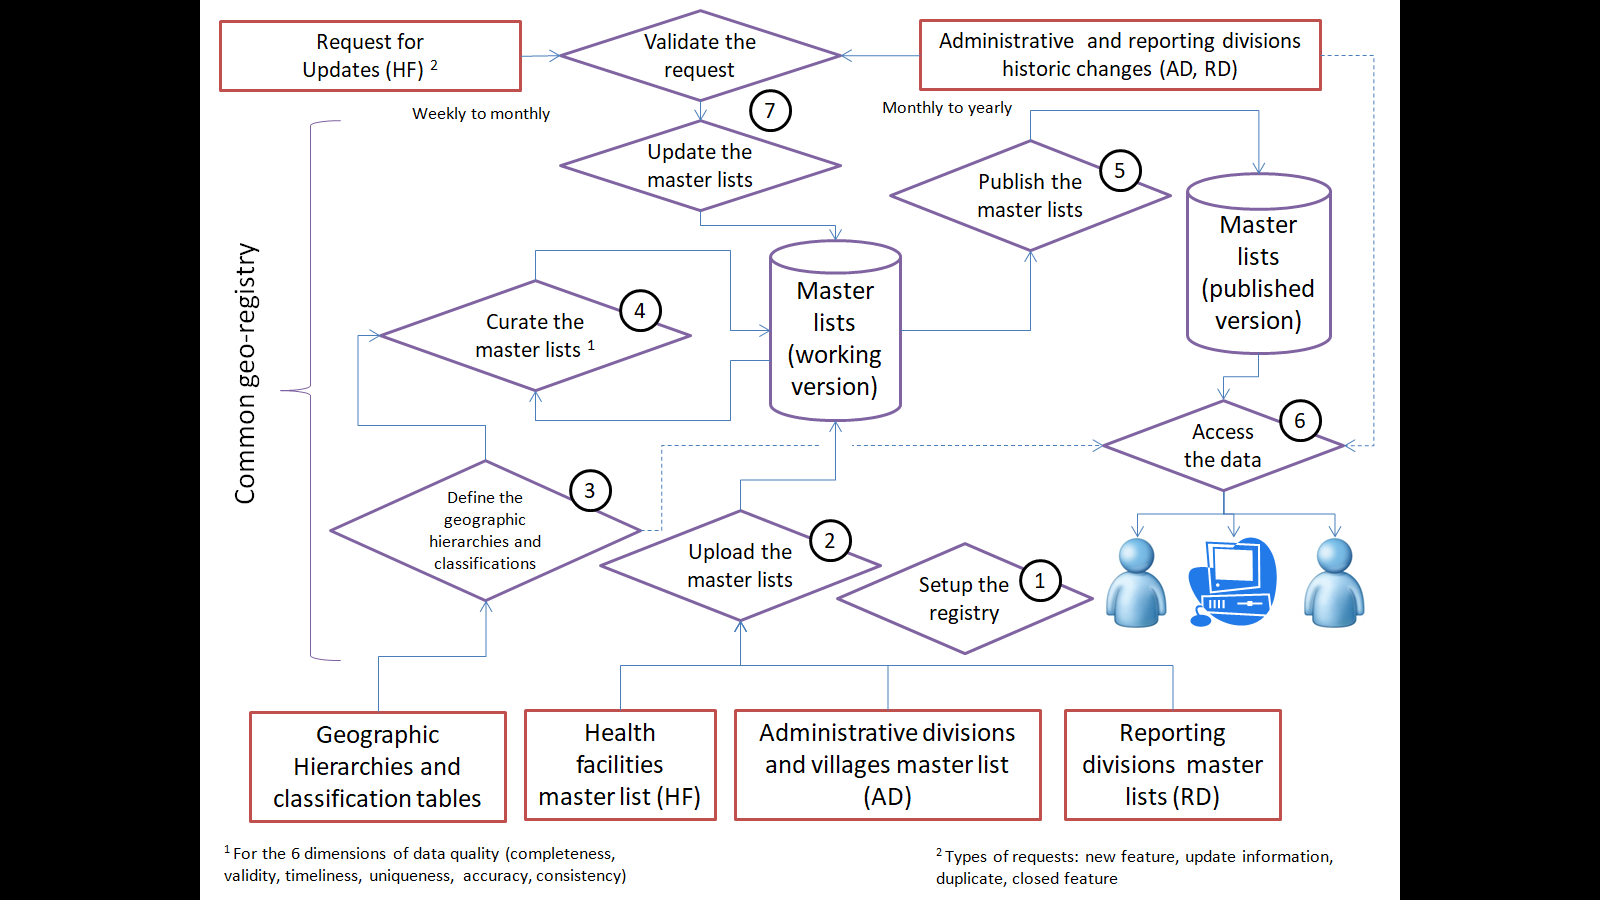 Request for
Updates (HF) 2
Validate the
request
Administrative and reporting divisions
historic changes (AD, RD)
Weekly to monthly
7
Monthly to yearly
Update the
master lists
Publish the
master lists
5
Master
lists
(published
version)
Common geo-registry
Curate the
master lists 1
4
Master
lists
(working
version)
Access
the data
6
Define the
geographic
hierarchies and
classifications
3
Upload the
master lists
2
Setup the
registry
1
Geographic
Hierarchies and
classification tables
Health
facilities
master list (HF)
Administrative divisions
and villages master list
(AD)
Reporting
divisions master
lists (RD)
1 For the 6 dimensions of data quality (completeness,
validity, timeliness, uniqueness, accuracy, consistency)
2 Types of requests: new feature, update information,
duplicate, closed feature